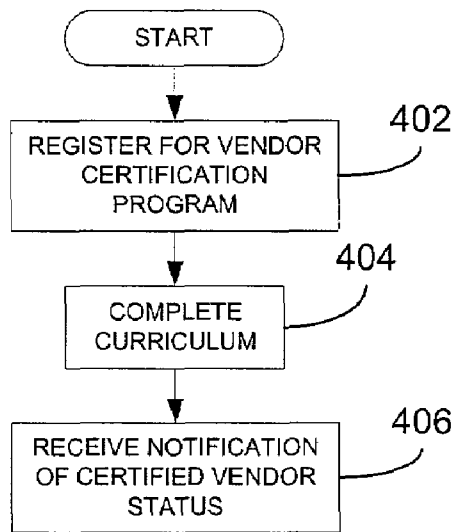 START
402
REGISTER FOR VENDOR
CERTIFICATION
PROGRAM
404
COMPLETE
CURRICULUM
406
RECEIVE NOTIFICATION
OF CERTIFIED VENDOR
STATUS